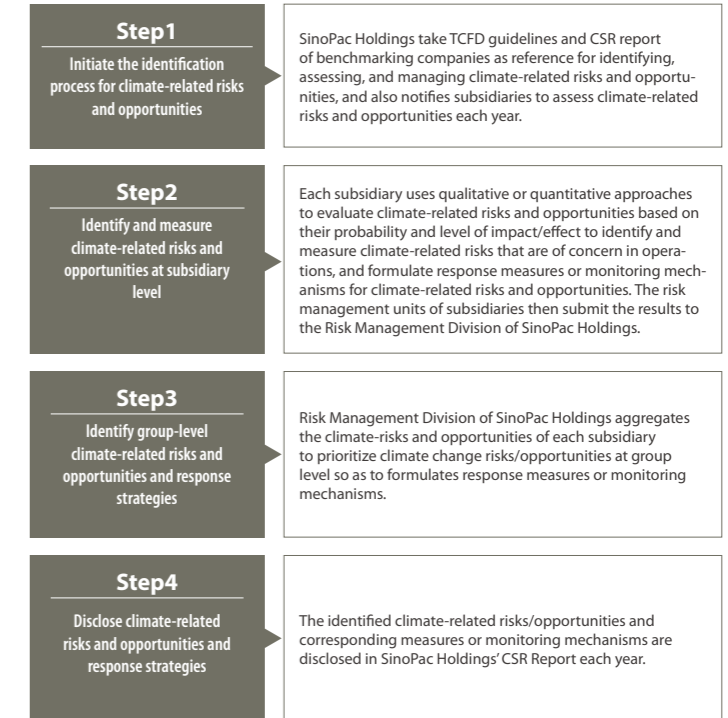 Step1
Initiate the identification
process for climate-related risks
and opportunities
SinoPac Holdings take TCFD guidelines and CSR report
of benchmarking companies as reference for identifying,
assessing, and managing climate-related risks and opportu-
nities, and also notifies subsidiaries to assess climate-related
risks and opportunities each year.
Step2
Identify and measure
climate-related risks and
opportunities at subsidiary
level
Each subsidiary uses qualitative or quantitative approaches
to evaluate climate-related risks and opportunities based on
their probability and level of impact/effect to identify and
measure climate-related risks that are of concern in opera-
tions, and formulate response measures or monitoring mech-
anisms for climate-related risks and opportunities. The risk
management units of subsidiaries then submit the results to
the Risk Management Division of SinoPac Holdings.
Step3
Identify group-level
climate-related risks and
opportunities and response
strategies
Risk Management Division of SinoPac Holdings aggregates
the climate-risks and opportunities of each subsidiary
to prioritize climate change risks/opportunities at group
level so as to formulates response measures or monitoring
mechanisms.
Step4
Disclose climate-related
risks and opportunities and
response strategies
The identified climate-related risks/opportunities and
corresponding measures or monitoring mechanisms are
disclosed in SinoPac Holdings' CSR Report each year.